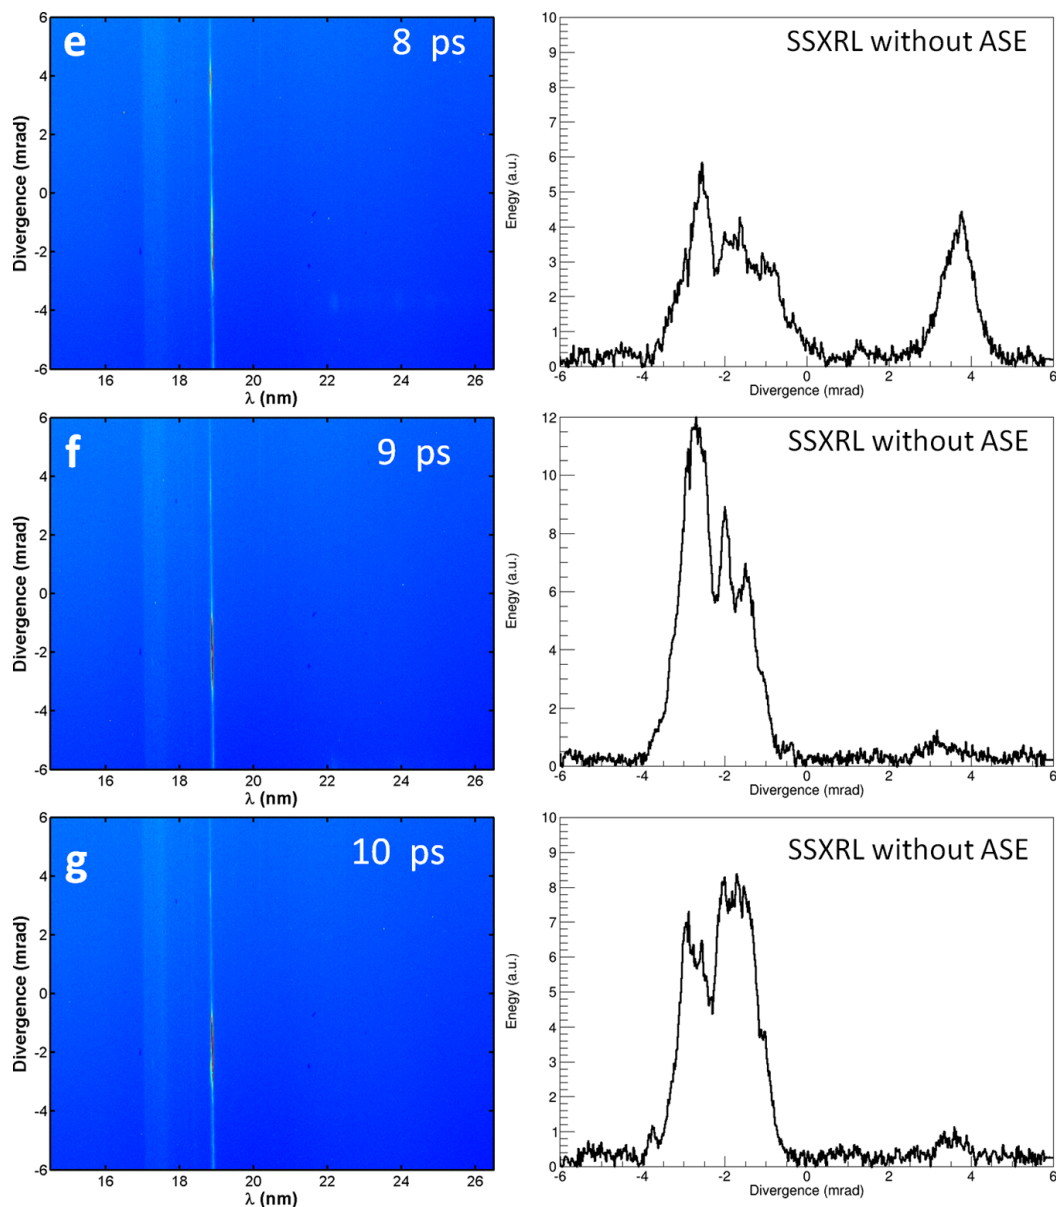 e 8 ps
Divergence (mrad)
6
4
2
0
-2
-4
-6
16 18 20 22 24 26
λ (nm)
SSXRL without ASE
Enegy (a.u.)
10
9
8
7
6
5
4
3
2
1
0
-6 -4 -2 0 2 4 6
Divergence (mrad)
f 9 ps
Divergence (mrad)
6
4
2
0
-2
-4
-6
16 18 20 22 24 26
λ (nm)
SSXRL without ASE
Enegy (a.u.)
12
10
8
6
4
2
0
-6 -4 -2 0 2 4 6
Divergence (mrad)
g 10 ps
Divergence (mrad)
6
4
2
0
-2
-4
-6
16 18 20 22 24 26
λ (nm)
SSXRL without ASE
Enegy (a.u.)
10
9
8
7
6
5
4
3
2
1
0
-6 -4 -2 0 2 4 6
Divergence (mrad)